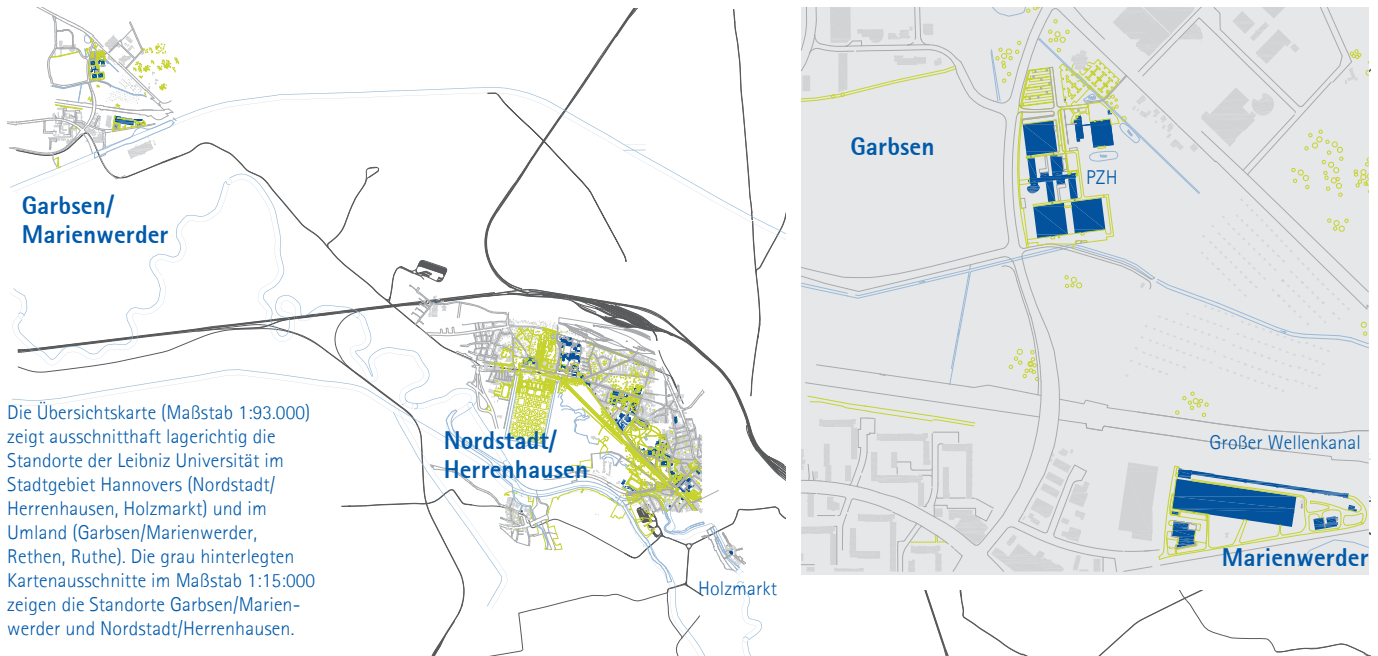 Garbsen/
Marienwerder
Die Übersichtskarte (Maßstab 1:93.000)
zeigt ausschnitthaft lagerichtig die
Standorte der Leibniz Universität im
Stadtgebiet Hannovers (Nordstadt/
Herrenhausen, Holzmarkt) und im
Umland (Garbsen/Marienwerder,
Rethen, Ruthe). Die grau hinterlegten
Kartenausschnitte im Maßstab 1:15:000
zeigen die Standorte Garbsen/Marien-
werder und Nordstadt/Herrenhausen.
Nordstadt/
Herrenhausen
Holzmarkt
Garbsen
PZH
Großer Wellenkanal
Marienwerder